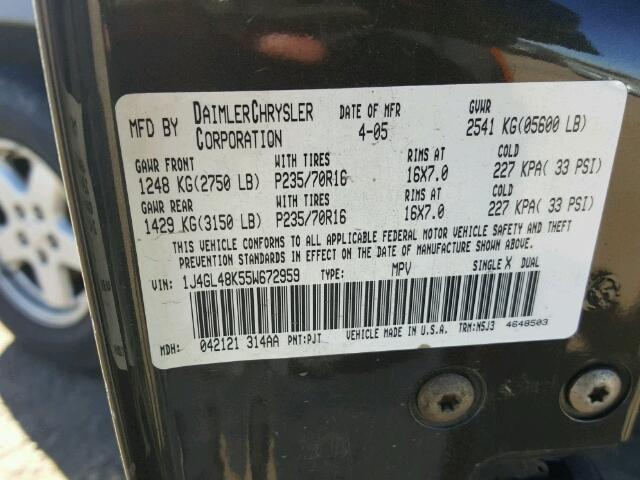 MFD BY DAIMLERCHRYSLER CORPORATION DATE OF MFR 4-05 GVWR 2541 KG(05600 LB)
GAWR FRONT WITH TIRES RIMS AT COLD
1248 KG(2750 LB) P235/70R16 16X7.0 227 KPA( 33 PSI)
GAWR REAR WITH TIRES RIMS AT COLD
1429 KG(3150 LB) P235/70R16 16X7.0 227 KPA( 33 PSI)
THIS VEHICLE CONFORMS TO ALL APPLICABLE FEDERAL MOTOR VEHICLE SAFETY AND THEFT
PREVENTION STANDARDS IN EFFECT ON THE DATE OF MANUFACTURE SHOWN ABOVE.
VIN: 1J4GL48K55W672959 TYPE: MPV SINGLE X DUAL
MDH: 042121 314AA PNT:PJT VEHICLE MADE IN U.S.A. TRM:N5J3 4648503